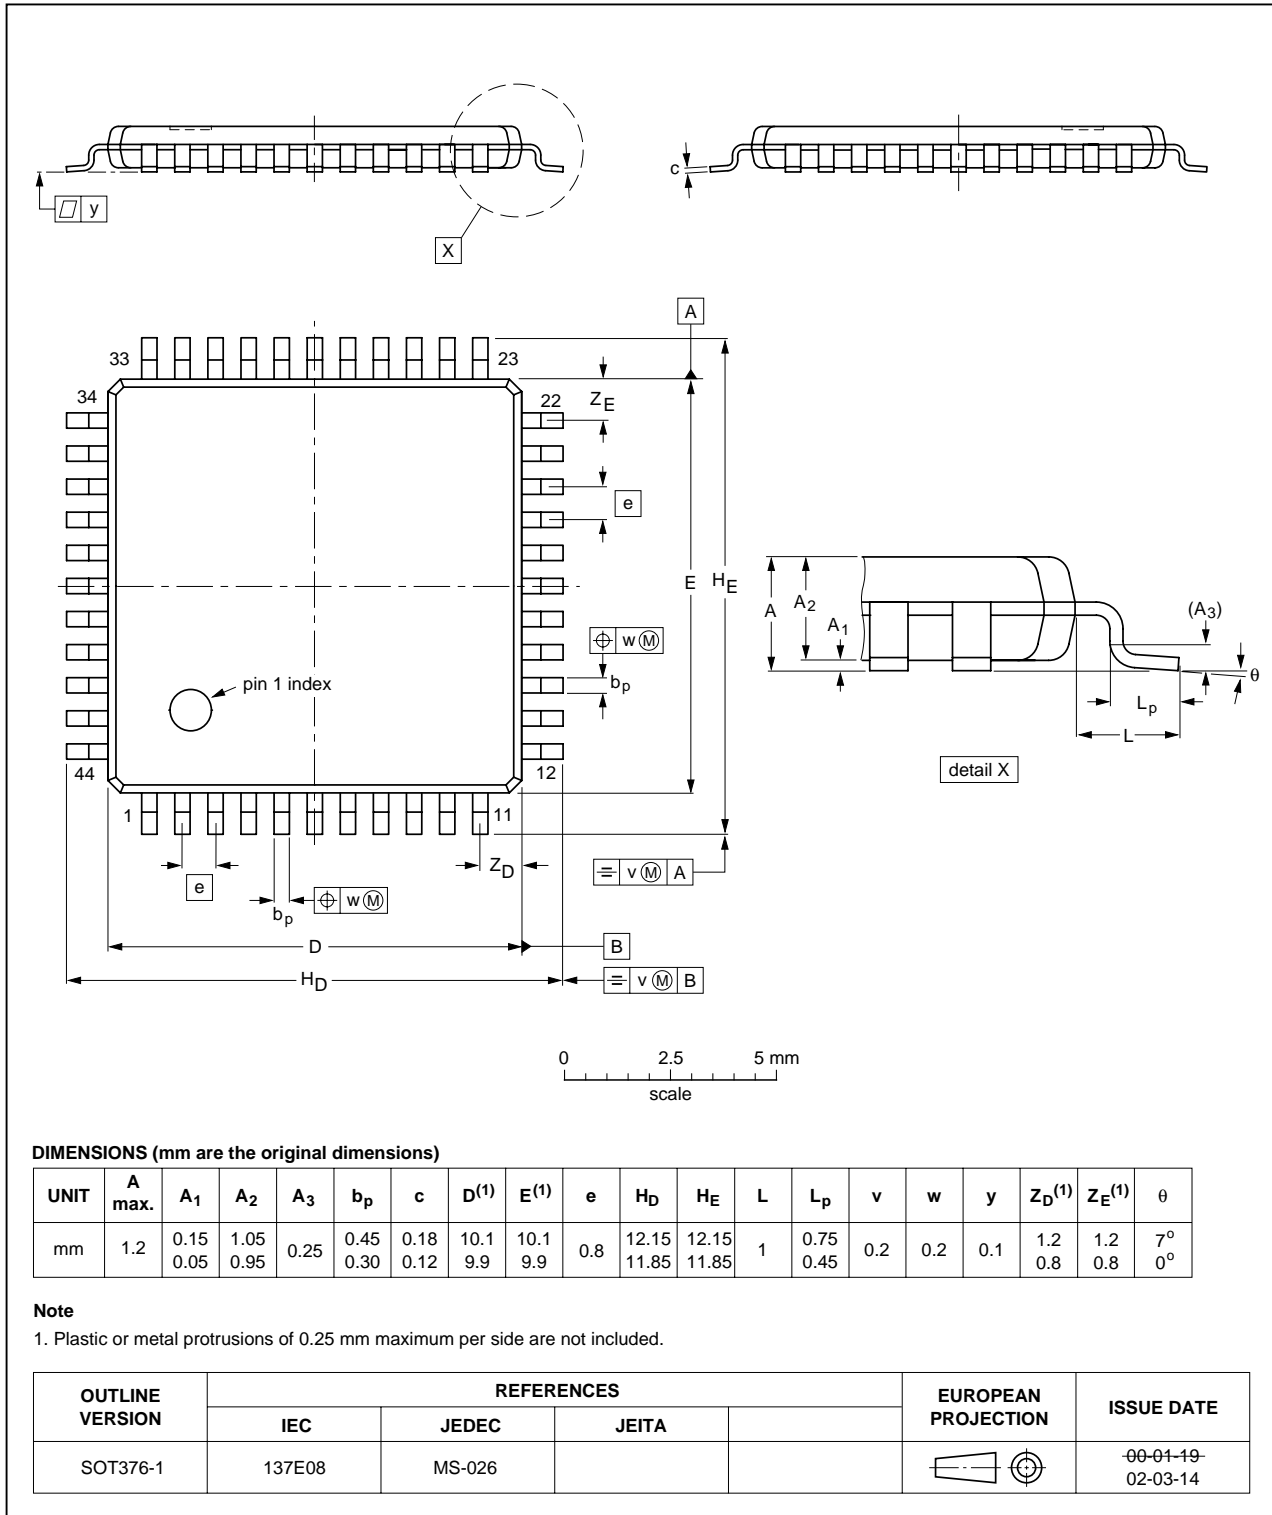 y
X
c
A
33
23
34
22
Z_E
e
E
H_E
w Ⓜ
b_p
pin 1 index
44
12
1
11
e
Z_D
v Ⓜ A
b_p
w Ⓜ
D
B
H_D
v Ⓜ B
A
A₂
A₁
(A₃)
θ
L_p
L
detail X
0 2.5 5 mm
scale
DIMENSIONS (mm are the original dimensions)
UNIT A max. A₁ A₂ A₃ b_p c D(1) E(1) e H_D H_E L L_p v w y Z_D(1) Z_E(1) θ
mm 1.2 0.15 0.05 1.05 0.95 0.25 0.45 0.30 0.18 0.12 10.1 9.9 10.1 9.9 0.8 12.15 11.85 12.15 11.85 1 0.75 0.45 0.2 0.2 0.1 1.2 0.8 1.2 0.8 7° 0°
Note
1. Plastic or metal protrusions of 0.25 mm maximum per side are not included.
OUTLINE VERSION REFERENCES EUROPEAN PROJECTION ISSUE DATE
IEC JEDEC JEITA
SOT376-1 137E08 MS-026 00-01-19
02-03-14